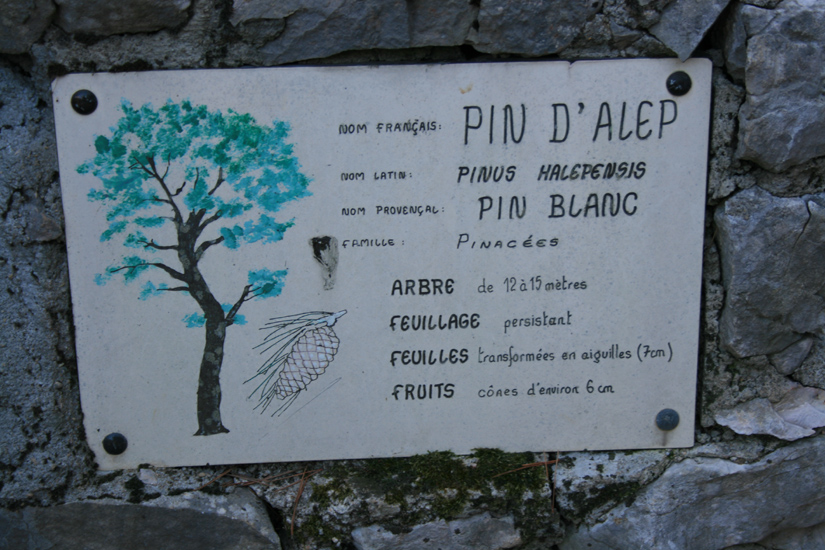 NOM FRANÇAIS: PIN D'ALEP
NOM LATIN: PINUS HALEPENSIS
NOM PROVENÇAL: PIN BLANC
FAMILLE: PINACÉES
ARBRE de 12 à 15 mètres
FEUILLAGE persistant
FEUILLES transformées en aiguilles (7cm)
FRUITS cônes d'environ 6 cm